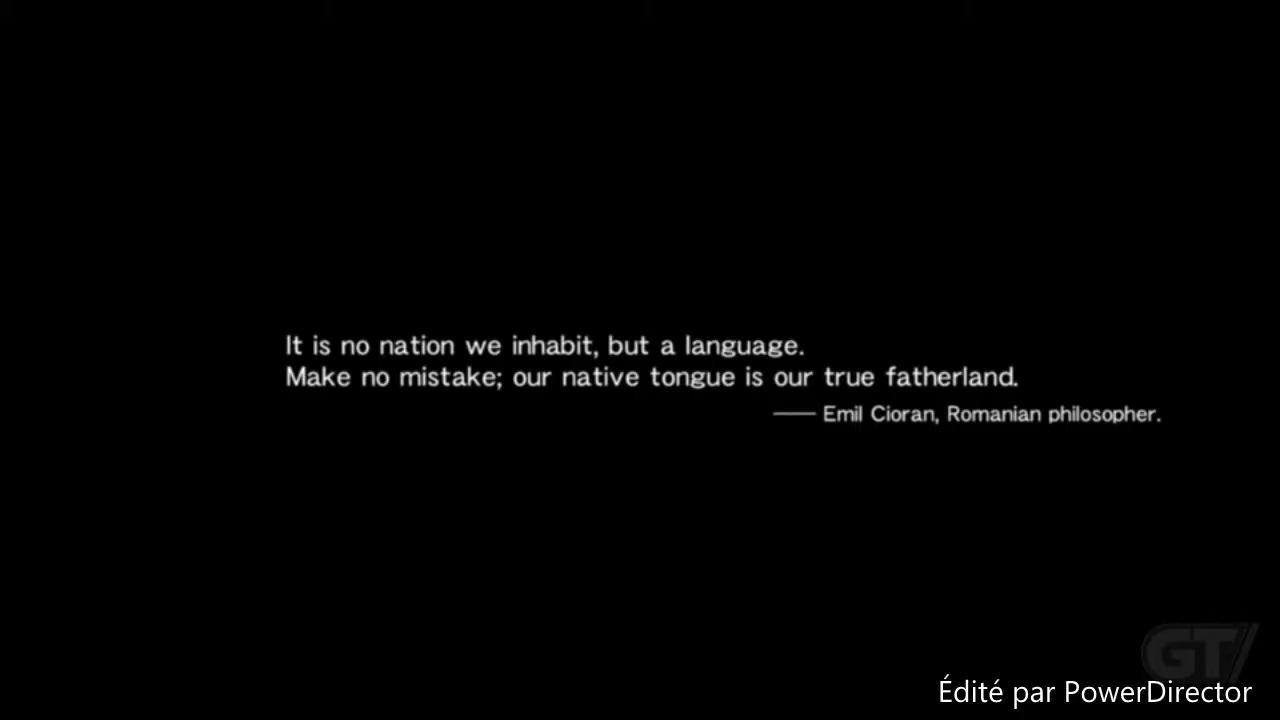 It is no nation we inhabit, but a language.
Make no mistake; our native tongue is our true fatherland.
—— Emil Cioran, Romanian philosopher.
GT
Édité par PowerDirector